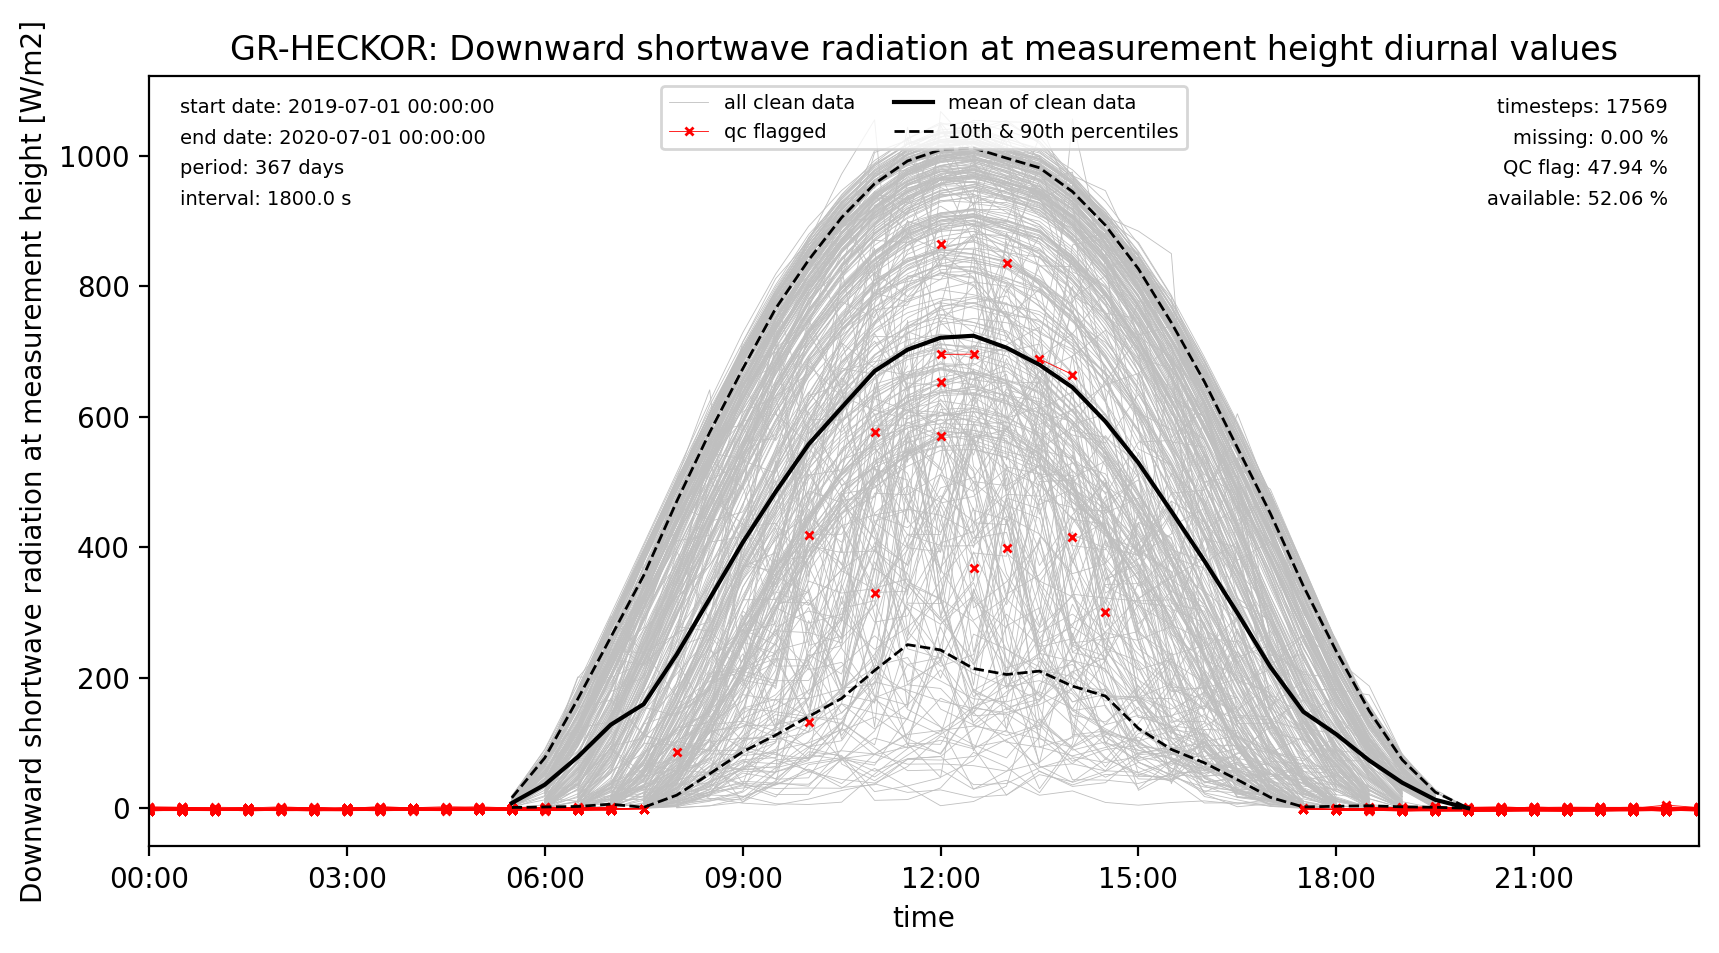 GR-HECKOR: Downward shortwave radiation at measurement height diurnal values
Downward shortwave radiation at measurement height [W/m2]
start date: 2019-07-01 00:00:00
end date: 2020-07-01 00:00:00
period: 367 days
interval: 1800.0 s
all clean data
qc flagged
mean of clean data
10th & 90th percentiles
timesteps: 17569
missing: 0.00 %
QC flag: 47.94 %
available: 52.06 %
1000
800
600
400
200
0
00:00 03:00 06:00 09:00 12:00 15:00 18:00 21:00
time